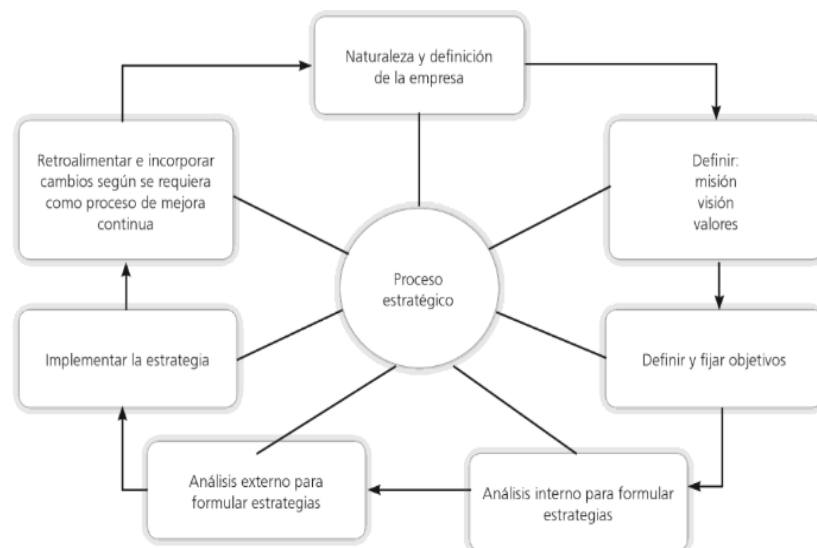 Naturaleza y definición
de la empresa
Definir:
misión
visión
valores
Definir y fijar objetivos
Análisis interno para formular
estrategias
Análisis externo para
formular estrategias
Implementar la estrategia
Retroalimentar e incorporar
cambios según se requiera
como proceso de mejora
continua
Proceso
estratégico